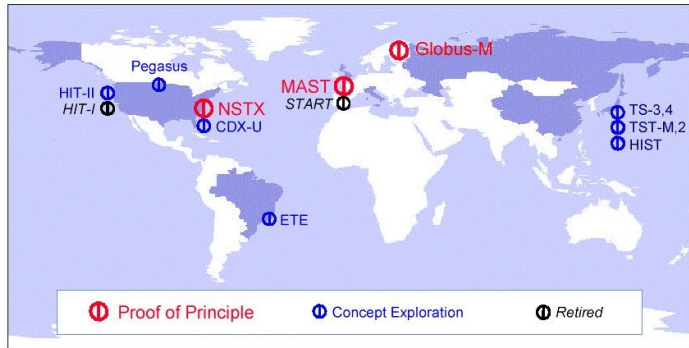 Globus-M
Pegasus
MAST
HIT-II
START
HIT-I
NSTX
TS-3,4
CDX-U
TST-M,2
HIST
ETE
Proof of Principle
Concept Exploration
Retired